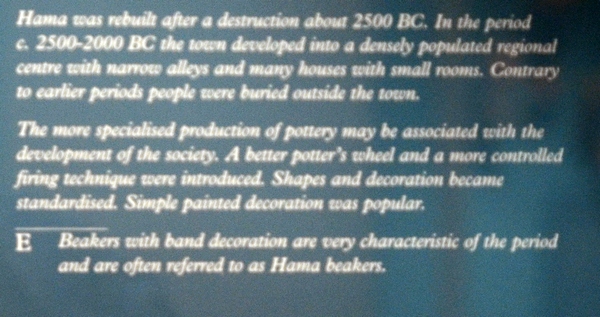 Hama was rebuilt after a destruction about 2500 BC. In the period
c. 2500-2000 BC the town developed into a densely populated regional
centre with narrow alleys and many houses with small rooms. Contrary
to earlier periods people were buried outside the town.
The more specialised production of pottery may be associated with the
development of the society. A better potter's wheel and a more controlled
firing technique were introduced. Shapes and decoration became
standardised. Simple painted decoration was popular.
E Beakers with band decoration are very characteristic of the period
and are often referred to as Hama beakers.